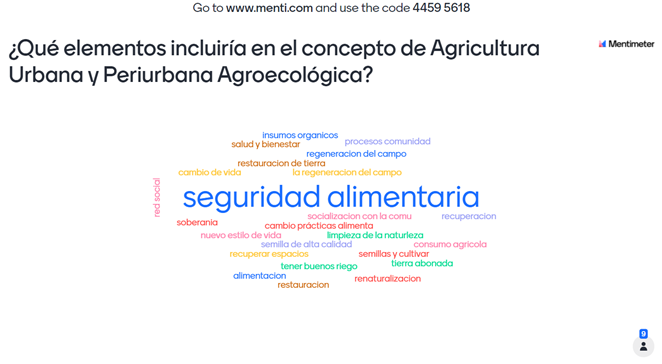 Go to www.menti.com and use the code 4459 5618
¿Qué elementos incluiría en el concepto de Agricultura
Urbana y Periurbana Agroecológica?
Mentimeter
insumos organicos
procesos comunidad
salud y bienestar
regeneracion del campo
restauracion de tierra
cambio de vida
la regeneracion del campo
red social
seguridad alimentaria
socializacion con la comu
recuperacion
soberania
cambio prácticas alimenta
nuevo estilo de vida
limpieza de la naturleza
semilla de alta calidad
consumo agricola
recuperar espacios
semillas y cultivar
tener buenos riego
tierra abonada
alimentacion
renaturalizacion
restauracion
9